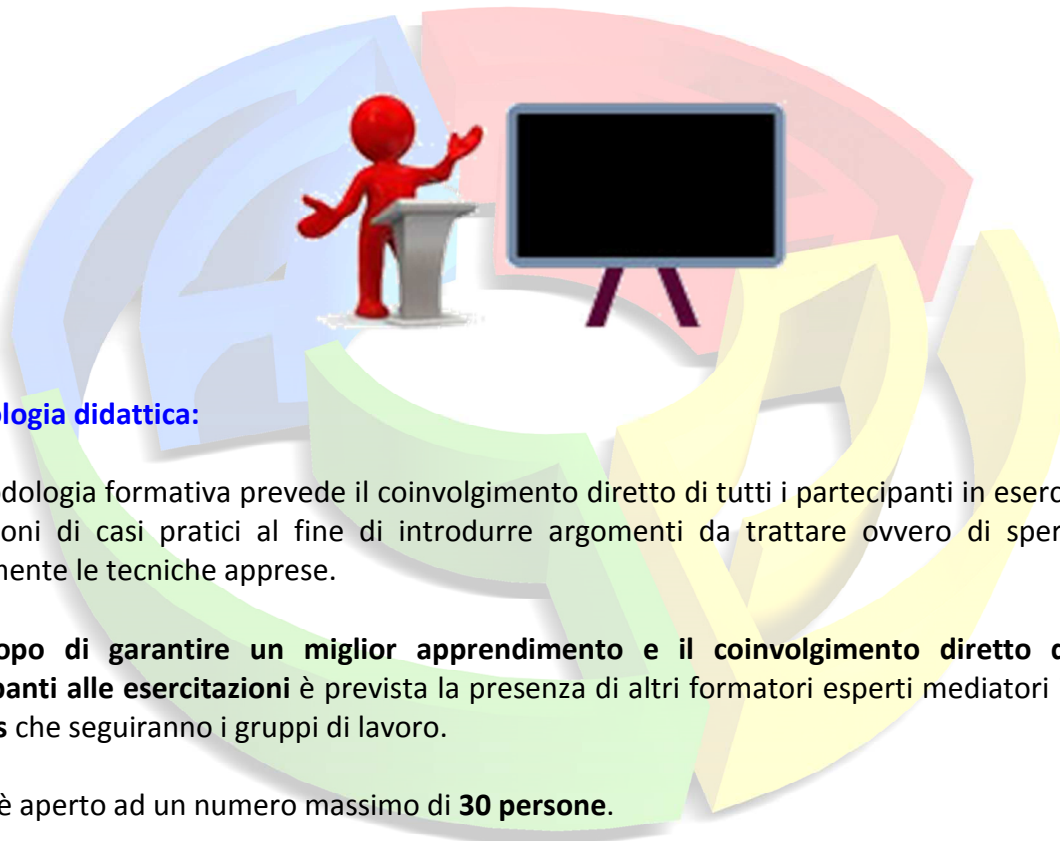 ologia didattica:
odologia formativa prevede il coinvolgimento diretto di tutti i partecipanti in eserc
oni di casi pratici al fine di introdurre argomenti da trattare ovvero di sper
mente le tecniche apprese.
opo di garantire un miglior apprendimento e il coinvolgimento diretto d
panti alle esercitazioni è prevista la presenza di altri formatori esperti mediatori
s che seguiranno i gruppi di lavoro.
è aperto ad un numero massimo di 30 persone.